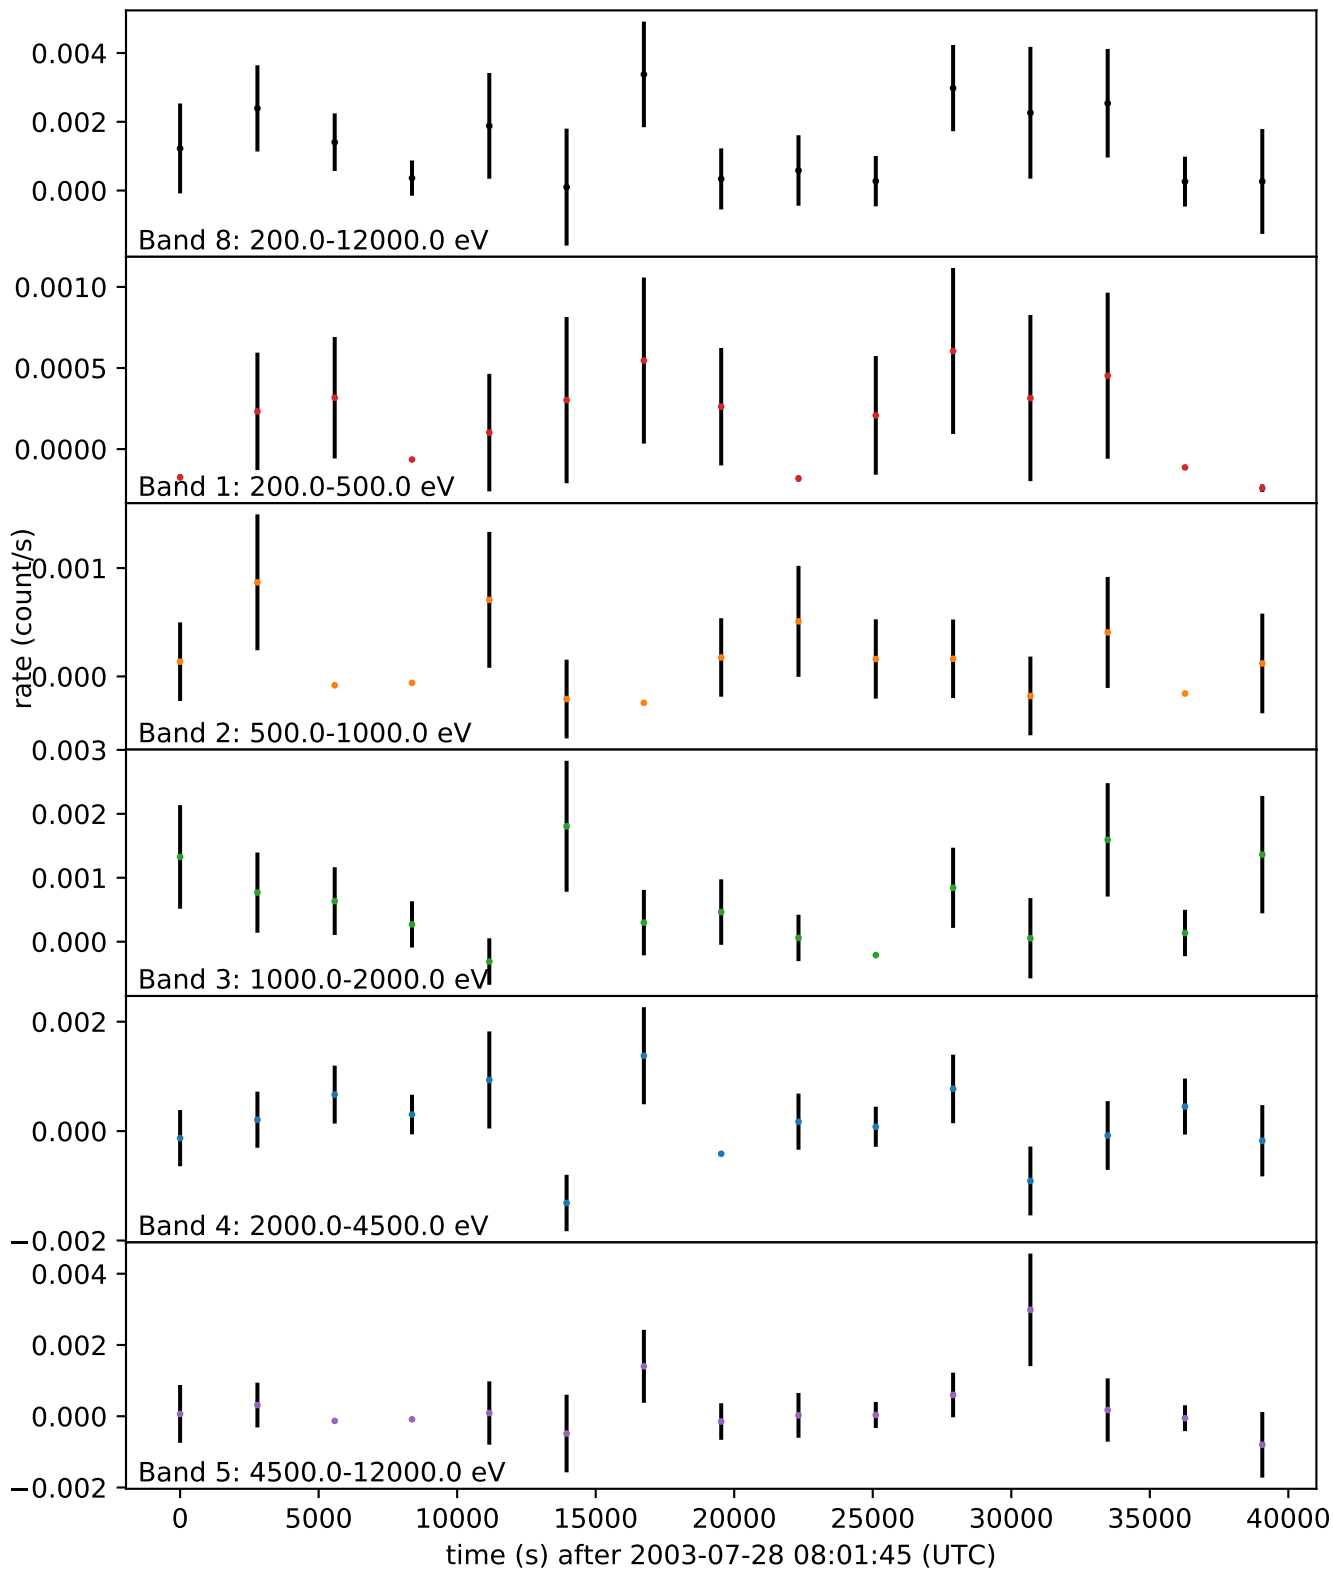 0.004
0.002
0.000
Band 8: 200.0-12000.0 eV
0.0010
0.0005
0.0000
Band 1: 200.0-500.0 eV
rate (count/s)
0.001
0.000
Band 2: 500.0-1000.0 eV
0.003
0.002
0.001
0.000
Band 3: 1000.0-2000.0 eV
0.002
0.000
−0.002
Band 4: 2000.0-4500.0 eV
0.004
0.002
0.000
−0.002
Band 5: 4500.0-12000.0 eV
0 5000 10000 15000 20000 25000 30000 35000 40000
time (s) after 2003-07-28 08:01:45 (UTC)